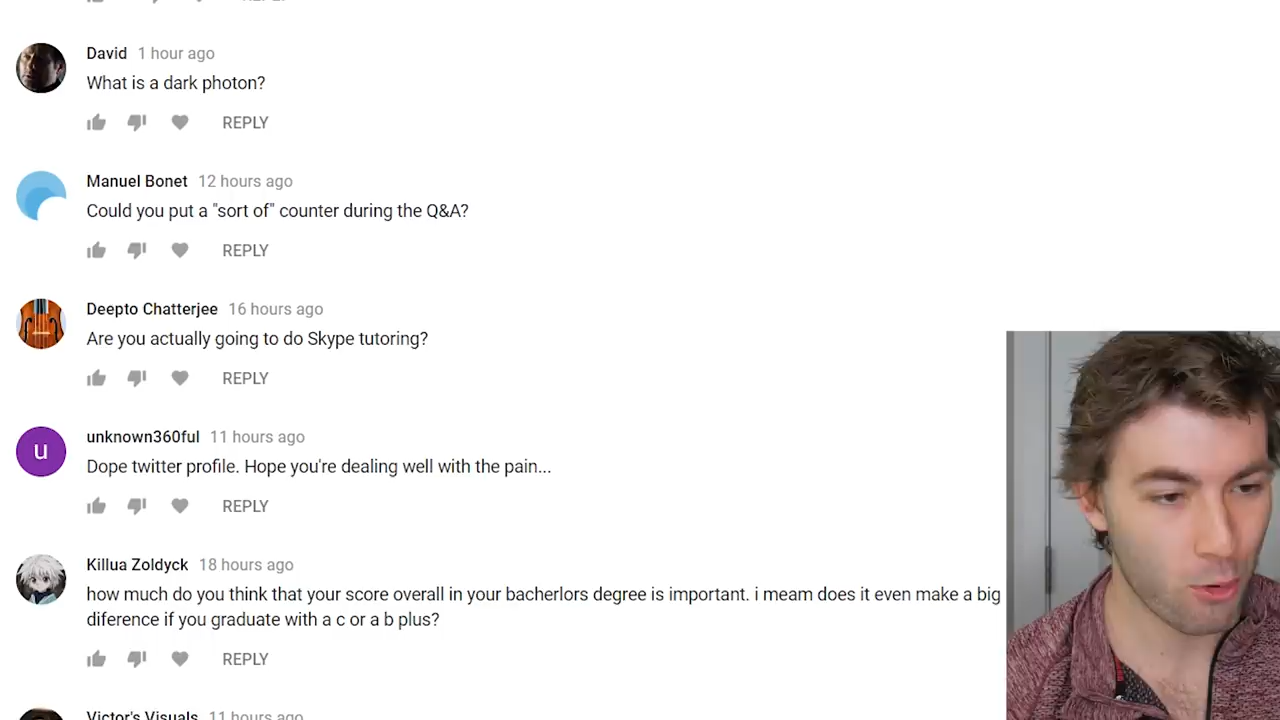 David 1 hour ago
What is a dark photon?
REPLY
Manuel Bonet 12 hours ago
Could you put a "sort of" counter during the Q&A?
REPLY
Deepto Chatterjee 16 hours ago
Are you actually going to do Skype tutoring?
REPLY
u
unknown360ful 11 hours ago
Dope twitter profile. Hope you're dealing well with the pain...
REPLY
Killua Zoldyck 18 hours ago
how much do you think that your score overall in your bacherlors degree is important. i meam does it even make a big
diference if you graduate with a c or a b plus?
REPLY
Victor's Visuals 11 hours ago